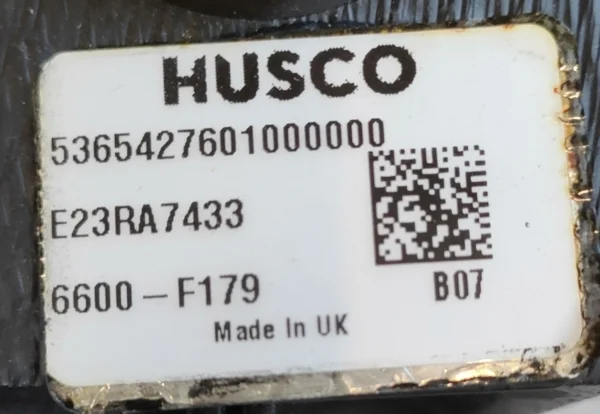 HUSCO
5365427601000000
E23RA7433
6600 – F179
B07
Made In UK